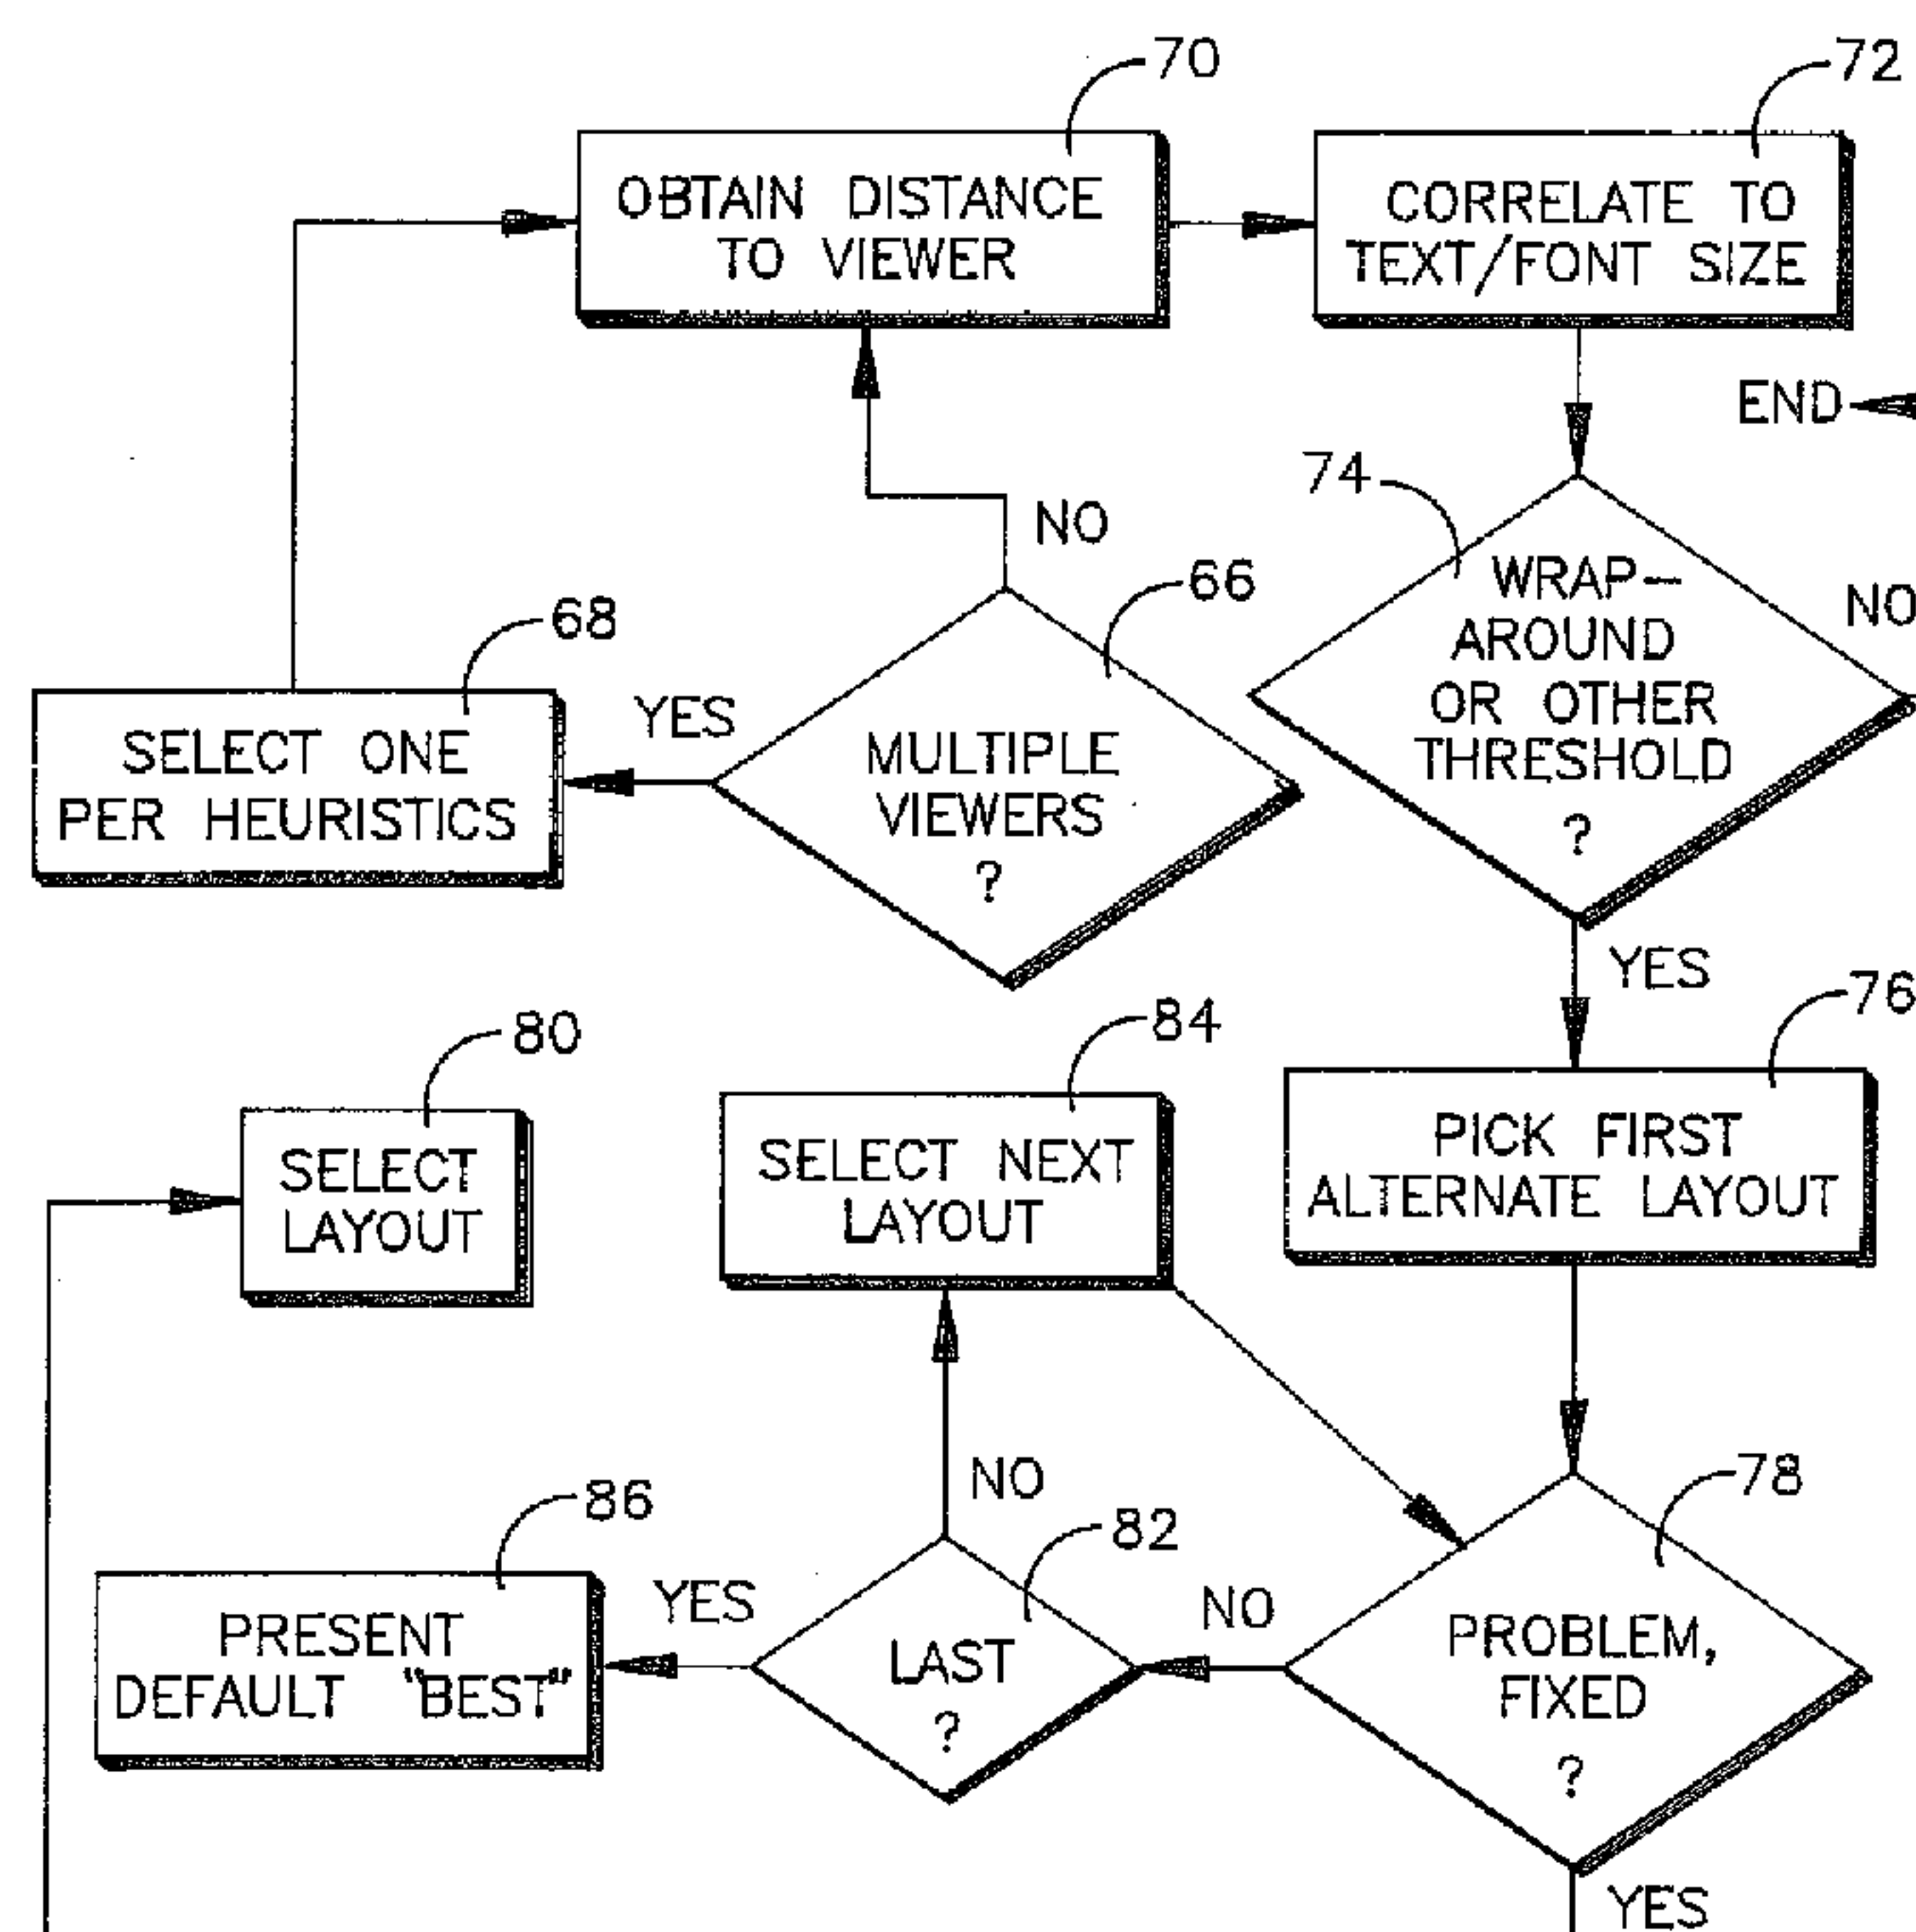 70
72
OBTAIN DISTANCE
TO VIEWER
CORRELATE TO
TEXT/FONT SIZE
END
74
NO
66
WRAP-
AROUND
OR OTHER
THRESHOLD
?
NO
68
SELECT ONE
PER HEURISTICS
YES
MULTIPLE
VIEWERS
?
YES
76
80
84
SELECT
LAYOUT
SELECT NEXT
LAYOUT
PICK FIRST
ALTERNATE LAYOUT
NO
78
86
82
PRESENT
DEFAULT "BEST"
YES
LAST
?
NO
PROBLEM,
FIXED
?
YES